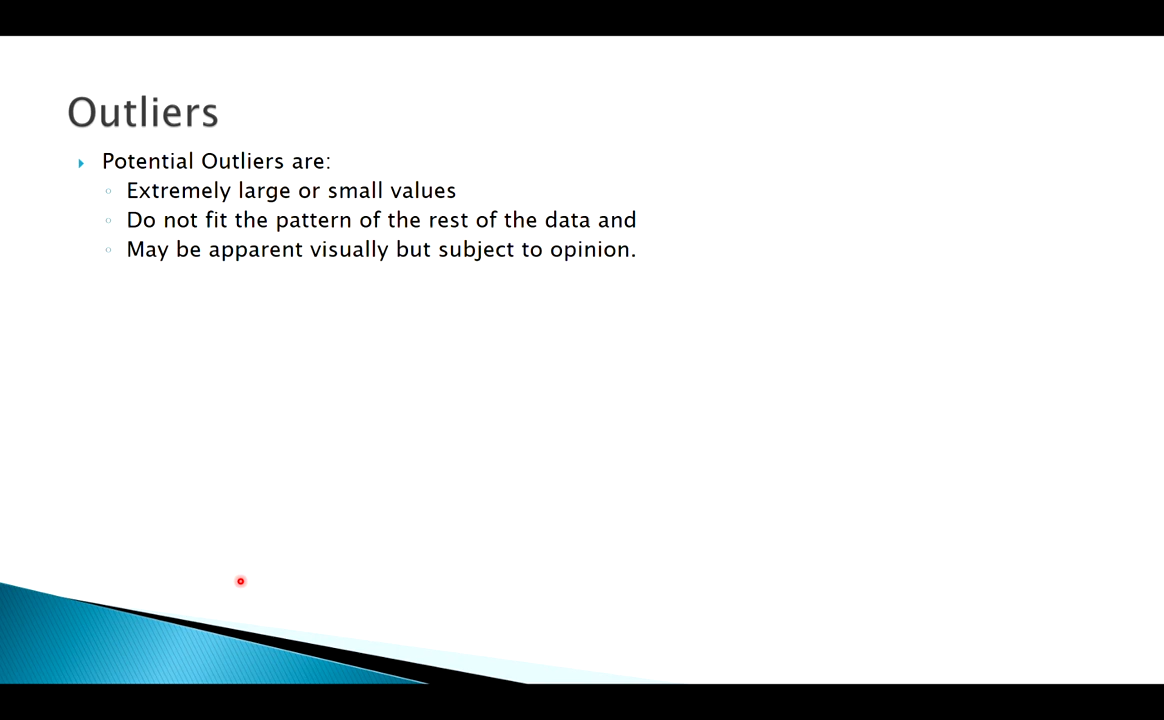 Outliers
Potential Outliers are:
Extremely large or small values
Do not fit the pattern of the rest of the data and
May be apparent visually but subject to opinion.